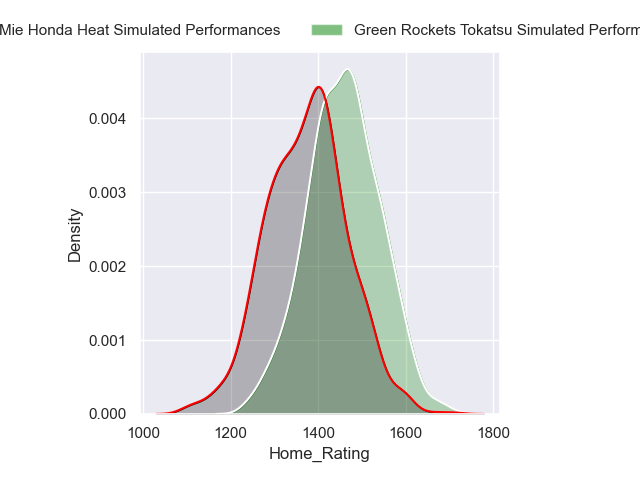 Mie Honda Heat Simulated Performances
Green Rockets Tokatsu Simulated Perform
0.004
0.003
0.002
0.001
0.000
Density
1000 1200 1400 1600 1800
Home_Rating